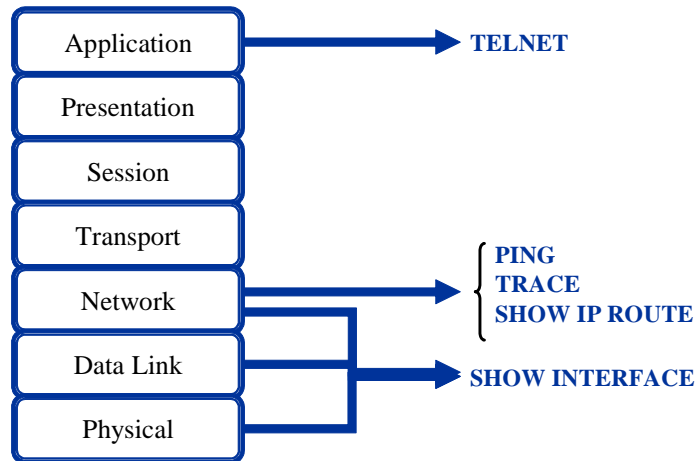 Application
TELNET
Presentation
Session
Transport
Network
PING
TRACE
SHOW IP ROUTE
Data Link
SHOW INTERFACE
Physical